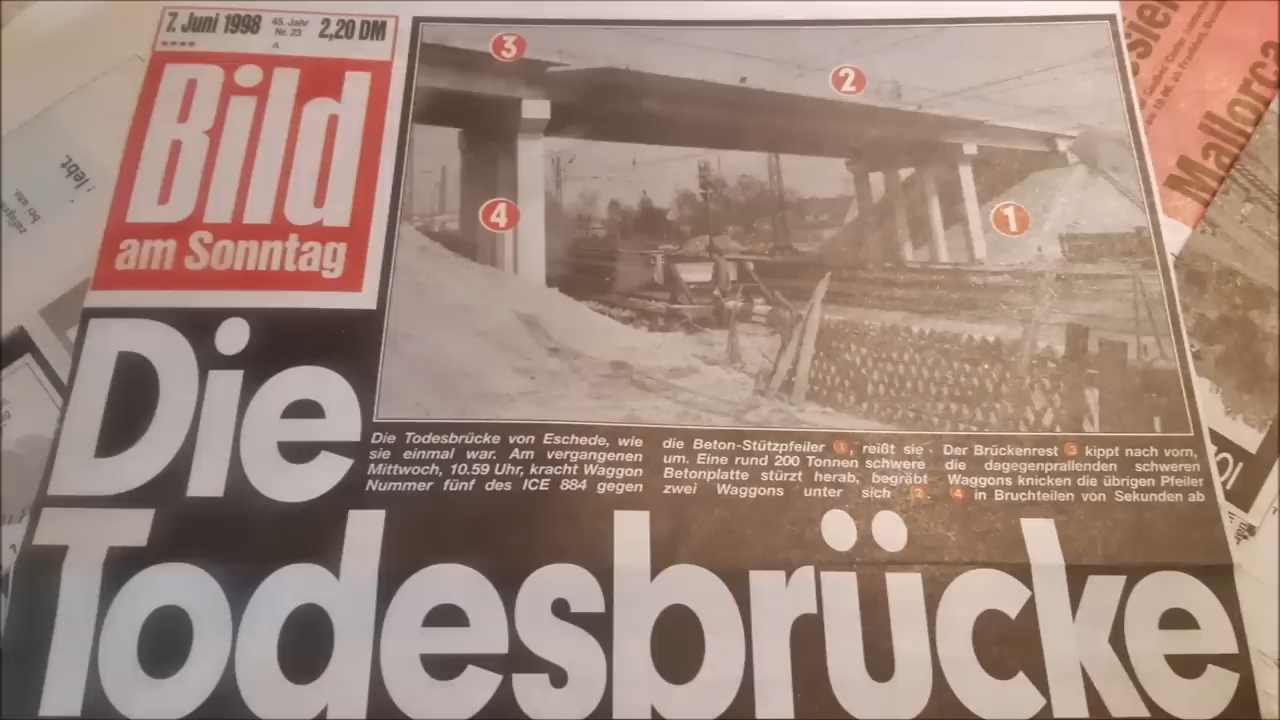 7. Juni 1998
45. Jahr
Nr. 23
A
2,20 DM
****
Bild
am Sonntag
3
2
4
1
Die
Todesbrücke
Die Todesbrücke von Eschede, wie
sie einmal war. Am vergangenen
Mittwoch, 10.59 Uhr, kracht Waggon
Nummer fünf des ICE 884 gegen
die Beton-Stützpfeiler 1, reißt sie
um. Eine rund 200 Tonnen schwere
Betonplatte stürzt herab, begräbt
zwei Waggons unter sich 2.
Der Brückenrest 3 kippt nach vorn,
die dagegenprallenden schweren
Waggons knicken die übrigen Pfeiler
4 in Bruchteilen von Sekunden ab
lebt.
bei uns.
Mallorca